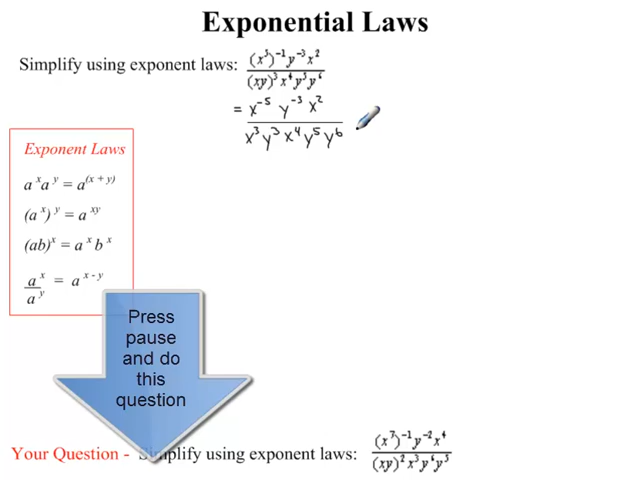 Exponential Laws
Simplify using exponent laws: (x⁵)⁻¹y⁻³x² / (xy)³x⁴y⁵y⁶
= x⁻⁵ y⁻³ x² / x³y³x⁴y⁵y⁶
Exponent Laws
aˣaʸ = a⁽ˣ ⁺ ʸ⁾
(aˣ)ʸ = aˣʸ
(ab)ˣ = aˣbˣ
aˣ / aʸ = aˣ ⁻ ʸ
Press
pause
and do
this
question
Your Question - Simplify using exponent laws: (x⁷)⁻¹y⁻²x⁴ / (xy)²x³y⁶y⁵